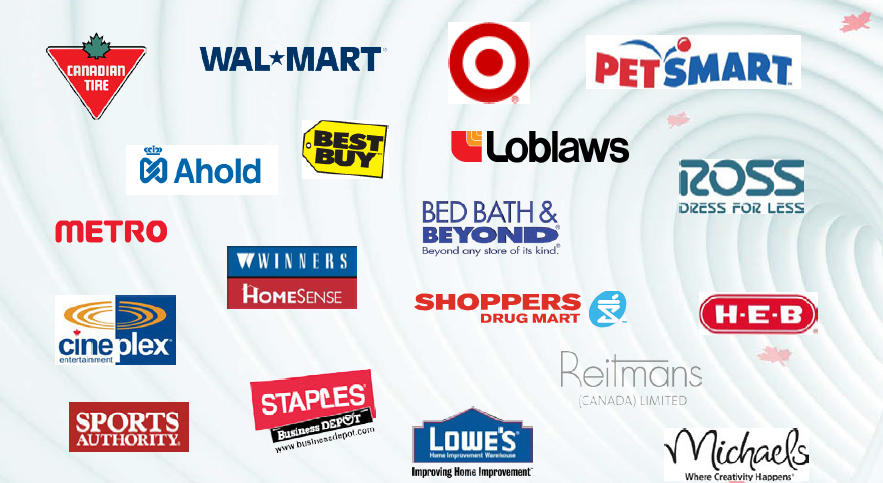 CANADIAN
TIRE
WAL★MART®
PETSMART
BEST
BUY
Loblaws
Ahold
ROSS
DRESS FOR LESS
BED BATH &
BEYOND®
Beyond any store of its kind.®
METRO
WINNERS
HOMESENSE
SHOPPERS
DRUG MART
H·E·B
cineplex
entertainment
Reitmans
(CANADA) LIMITED
STAPLES
Business DEPOT
www.businessdepot.com
SPORTS
AUTHORITY
LOWE'S
Home Improvement Warehouse
Improving Home Improvement
Michaels
Where Creativity Happens